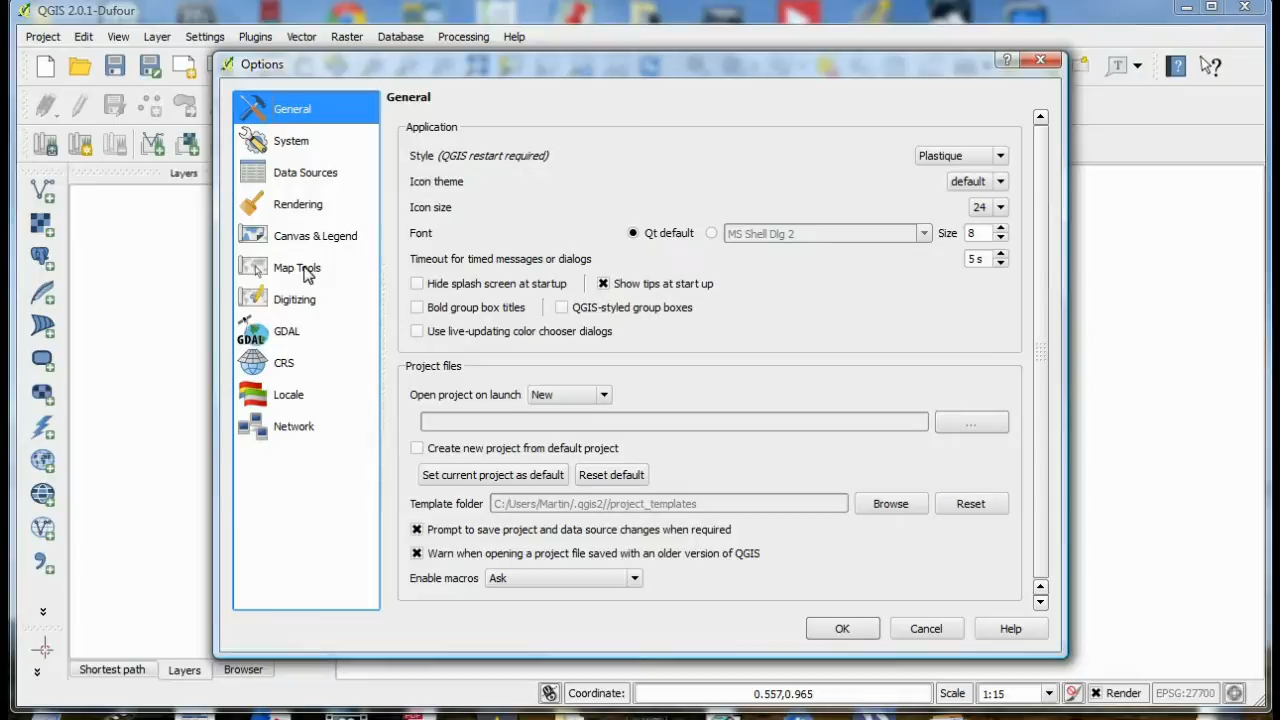 QGIS 2.0.1-Dufour
Project Edit View Layer Settings Plugins Vector Raster Database Processing Help
Options
General
System
Data Sources
Rendering
Canvas & Legend
Map Tools
Digitizing
GDAL
GDAL
CRS
Locale
Network
General
Application
Style (QGIS restart required) Plastique
Icon theme default
Icon size 24
Font Qt default MS Shell Dlg 2 Size 8
Timeout for timed messages or dialogs 5 s
Hide splash screen at startup Show tips at start up
Bold group box titles QGIS-styled group boxes
Use live-updating color chooser dialogs
Project files
Open project on launch New
...
Create new project from default project
Set current project as default Reset default
Template folder C:/Users/Martin/.qgis2//project_templates Browse Reset
Prompt to save project and data source changes when required
Warn when opening a project file saved with an older version of QGIS
Enable macros Ask
OK Cancel Help
Layers
T
Shortest path Layers Browser
Coordinate: 0.557,0.965 Scale 1:15 Render EPSG:27700